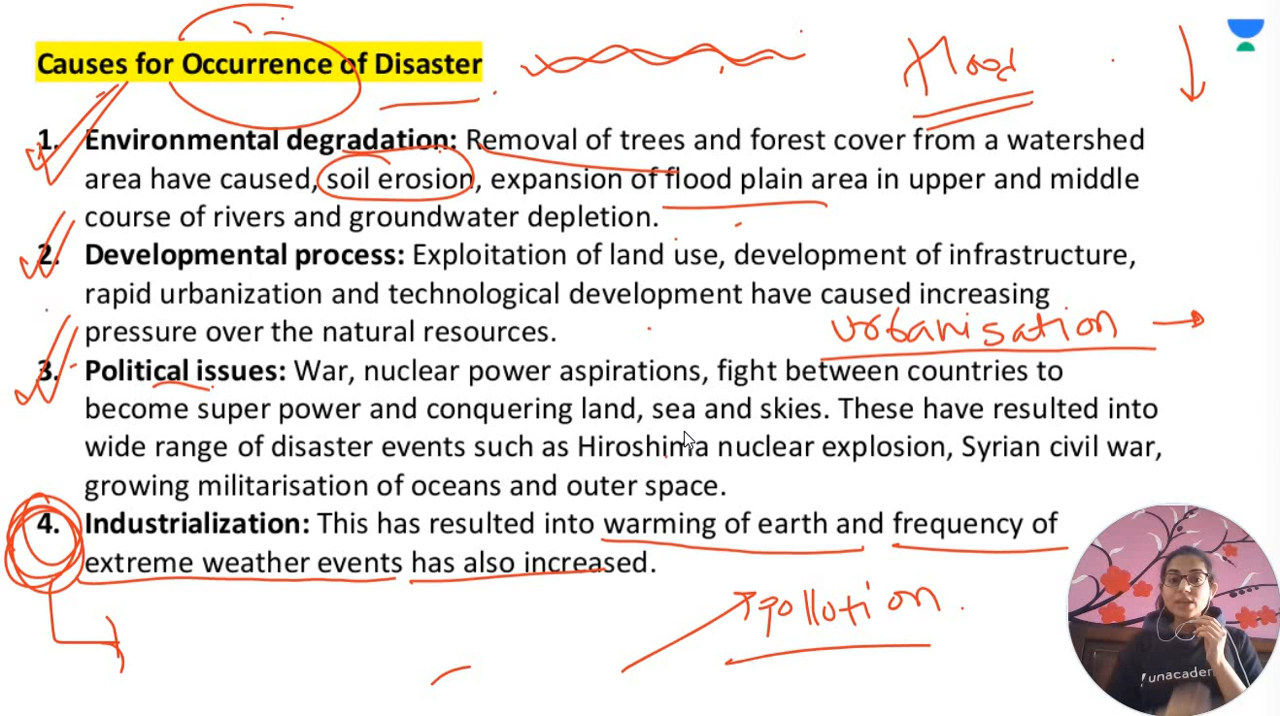 Causes for Occurrence of Disaster
Flood
1. Environmental degradation: Removal of trees and forest cover from a watershed
area have caused, soil erosion, expansion of flood plain area in upper and middle
course of rivers and groundwater depletion.
2. Developmental process: Exploitation of land use, development of infrastructure,
rapid urbanization and technological development have caused increasing
pressure over the natural resources.
urbanisation
3. Political issues: War, nuclear power aspirations, fight between countries to
become super power and conquering land, sea and skies. These have resulted into
wide range of disaster events such as Hiroshima nuclear explosion, Syrian civil war,
growing militarisation of oceans and outer space.
4. Industrialization: This has resulted into warming of earth and frequency of
extreme weather events has also increased.
pollution
unacadem